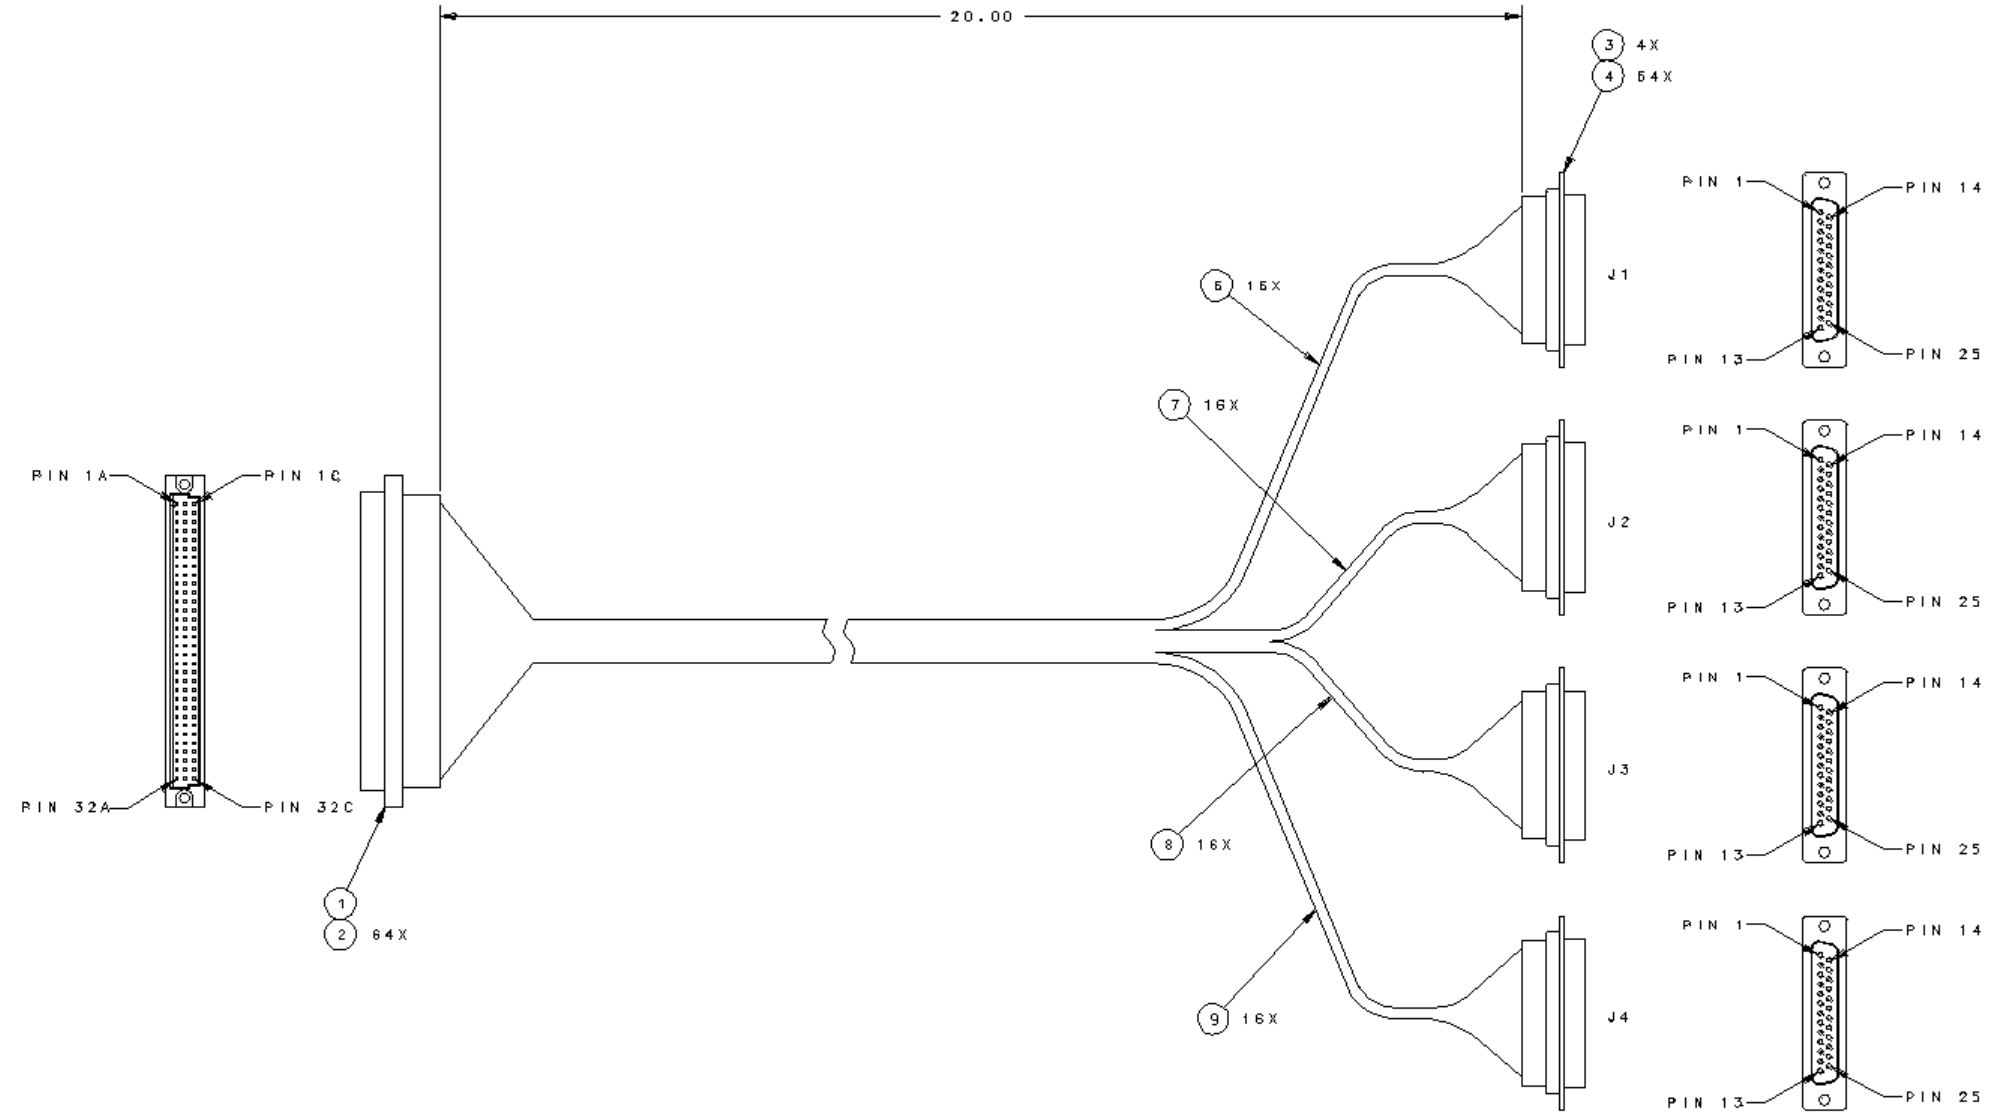 20.00
3 4X
4 64X
PIN 1
PIN 14
6 16X
J1
PIN 13
PIN 25
7 16X
PIN 1
PIN 14
PIN 1A
PIN 1C
J2
PIN 13
PIN 25
PIN 1
PIN 14
J3
PIN 32A
PIN 32C
8 16X
PIN 13
PIN 25
1
2 64X
PIN 1
PIN 14
9 16X
J4
PIN 13
PIN 25